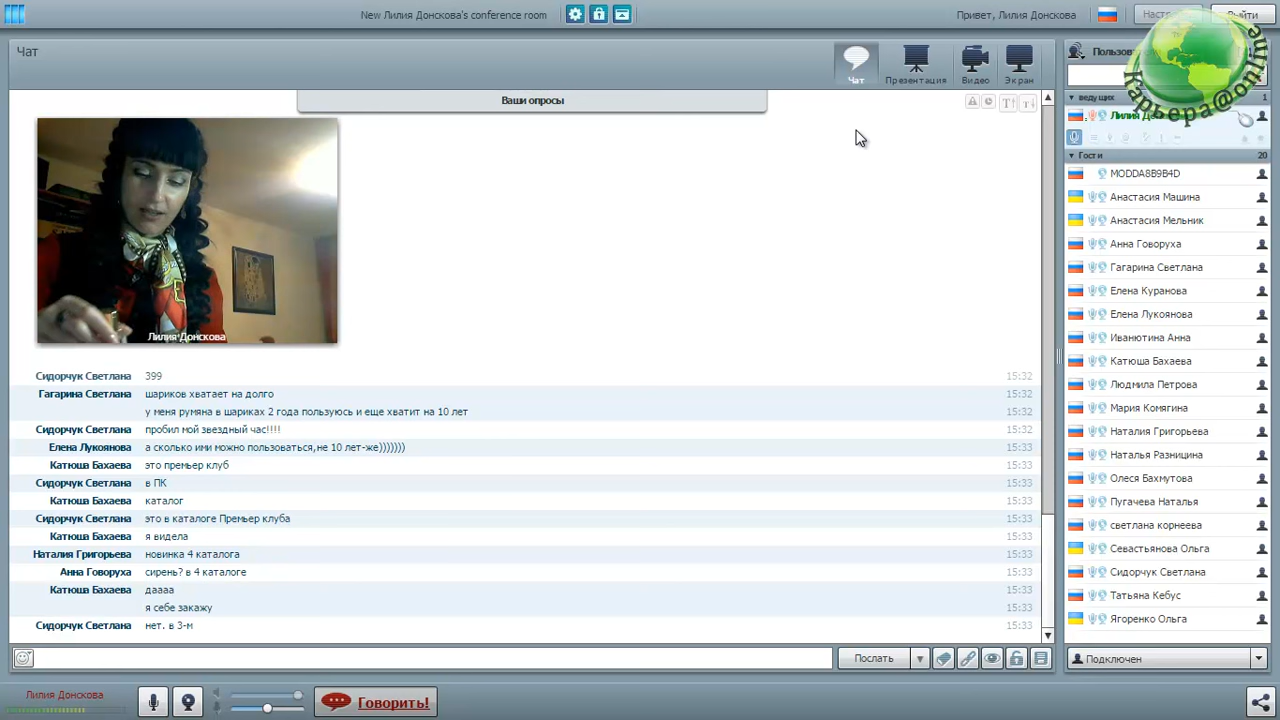 New Лилия Донскова's conference room
Привет, Лилия Донскова
Выйти
Чат
Чат
Презентация
Видео
Экран
Ваши опросы
Карьера@online
Лилия Донскова
Сидорчук Светлана 399 15:32
Гагарина Светлана шариков хватает на долго 15:32
у меня румяна в шариках 2 года пользуюсь и еще хватит на 10 лет 15:32
Сидорчук Светлана пробил мой звездный час!!!! 15:32
Елена Лукоянова а сколько ими можно пользоваться,не 10 лет-же))))))) 15:33
Катюша Бахаева это премьер клуб 15:33
Сидорчук Светлана в ПК 15:33
Катюша Бахаева каталог 15:33
Сидорчук Светлана это в каталоге Премьер клуба 15:33
Катюша Бахаева я видела 15:33
Наталия Григорьева новинка 4 каталога 15:33
Анна Говоруха сирень? в 4 каталоге 15:33
Катюша Бахаева даааа 15:33
я себе закажу 15:33
Сидорчук Светлана нет. в 3-м 15:33
Послать
Лилия Донскова
Говорить!
ведущих 1
Гости 20
MODDA8B9B4D
Анастасия Машина
Анастасия Мельник
Анна Говоруха
Гагарина Светлана
Елена Куранова
Елена Лукоянова
Иванютина Анна
Катюша Бахаева
Людмила Петрова
Мария Комягина
Наталия Григорьева
Наталья Разницина
Олеся Бахмутова
Пугачева Наталья
светлана корнеева
Севастьянова Ольга
Сидорчук Светлана
Татьяна Кебус
Ягоренко Ольга
Подключен